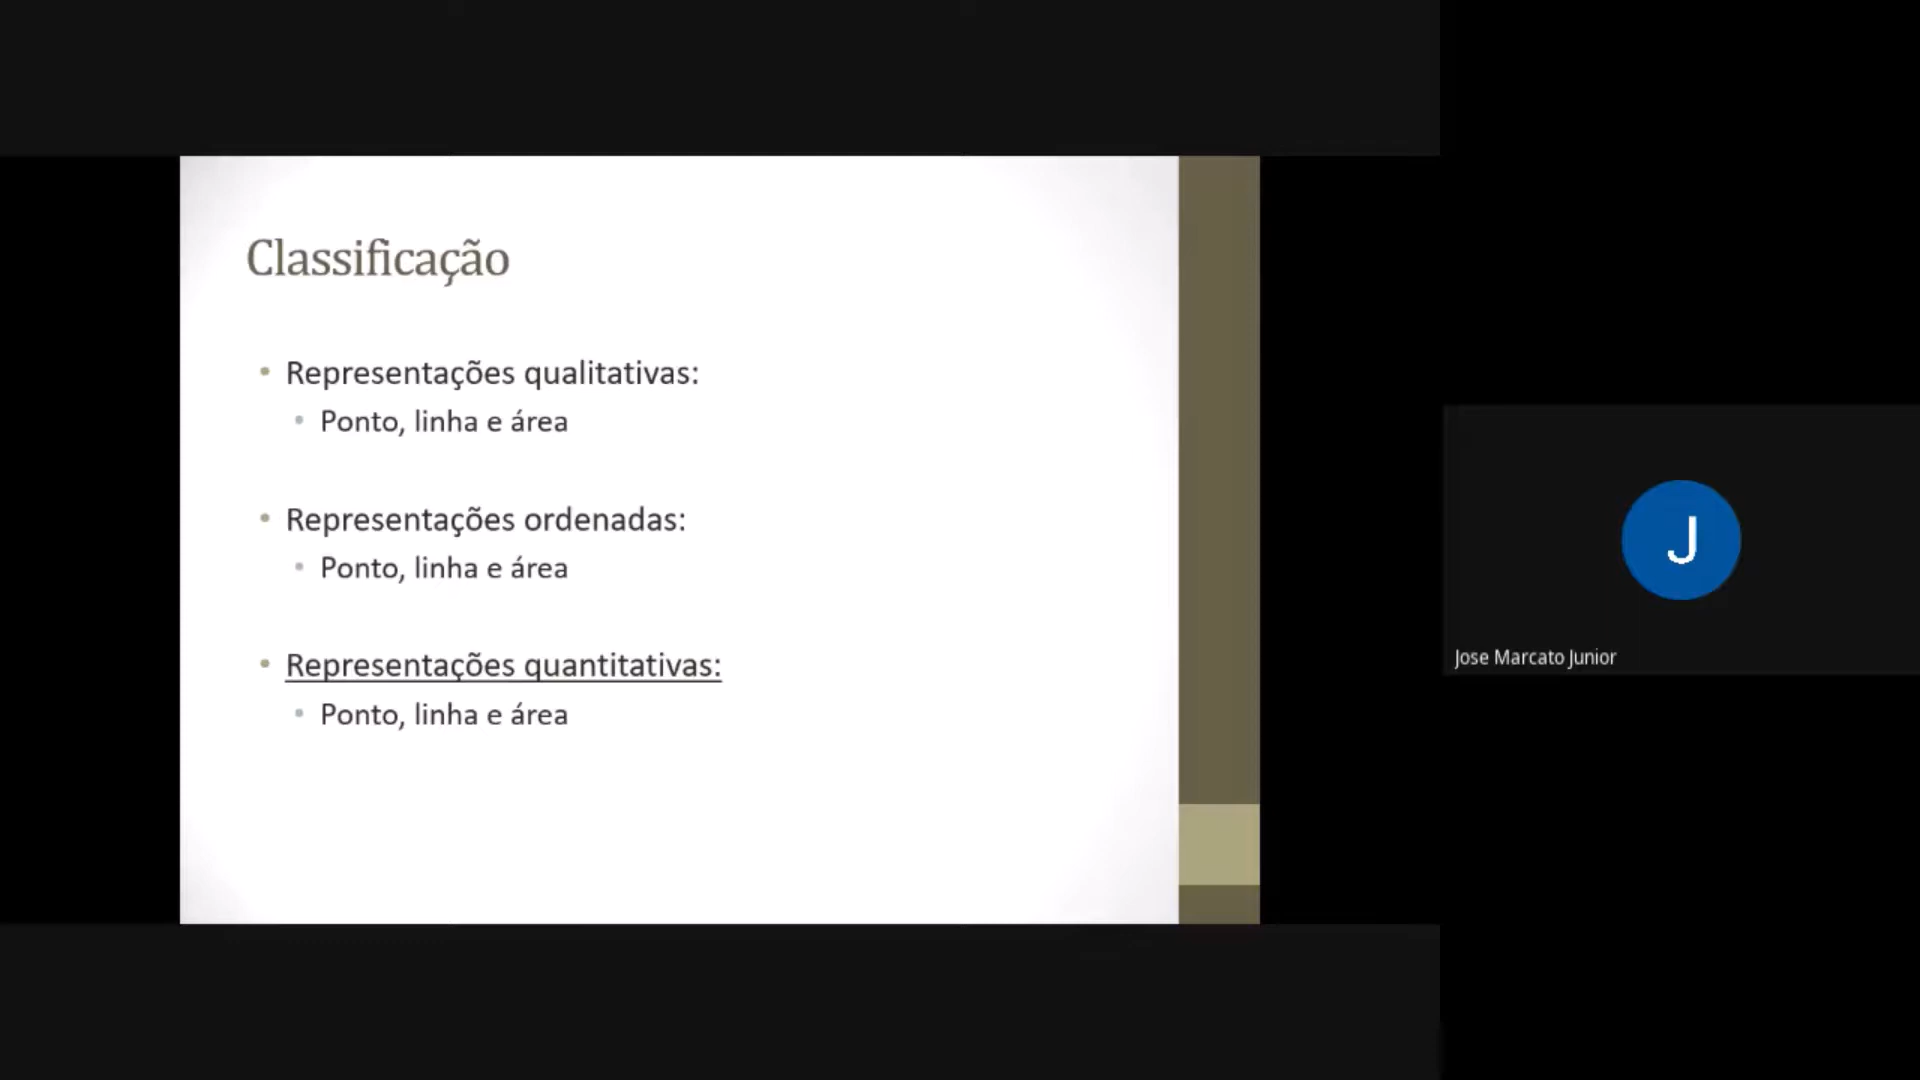 Classificação
• Representações qualitativas:
• Ponto, linha e área
• Representações ordenadas:
• Ponto, linha e área
• Representações quantitativas:
• Ponto, linha e área
J
Jose Marcato Junior